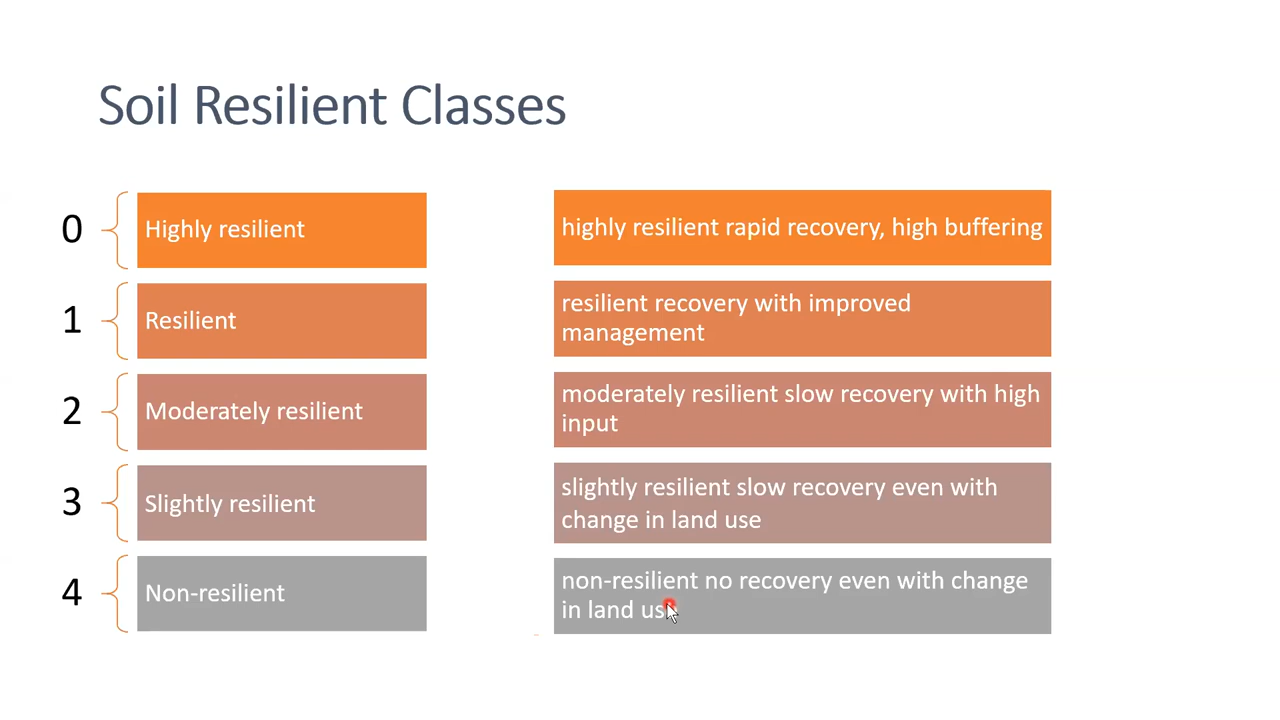 Soil Resilient Classes
0
Highly resilient
highly resilient rapid recovery, high buffering
1
Resilient
resilient recovery with improved
management
2
Moderately resilient
moderately resilient slow recovery with high
input
3
Slightly resilient
slightly resilient slow recovery even with
change in land use
4
Non-resilient
non-resilient no recovery even with change
in land use